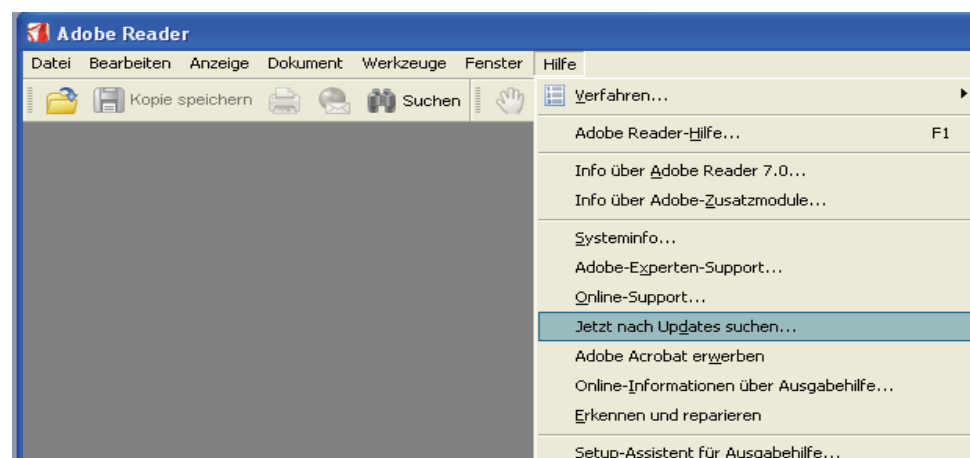 Adobe Reader
Datei Bearbeiten Anzeige Dokument Werkzeuge Fenster Hilfe
Kopie speichern Suchen
Verfahren...
Adobe Reader-Hilfe... F1
Info über Adobe Reader 7.0...
Info über Adobe-Zusatzmodule...
Systeminfo...
Adobe-Experten-Support...
Online-Support...
Jetzt nach Updates suchen...
Adobe Acrobat erwerben
Online-Informationen über Ausgabehilfe...
Erkennen und reparieren
Setup-Assistent für Ausgabehilfe...